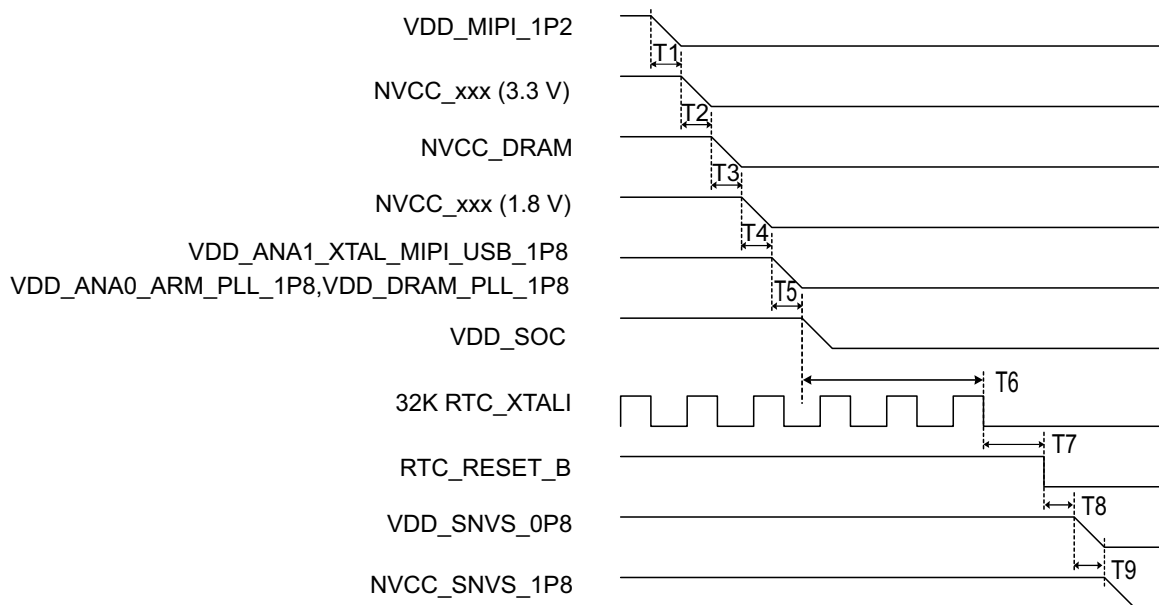 VDD_MIPI_1P2
T1
NVCC_xxx (3.3 V)
T2
NVCC_DRAM
T3
NVCC_xxx (1.8 V)
T4
VDD_ANA1_XTAL_MIPI_USB_1P8
VDD_ANA0_ARM_PLL_1P8,VDD_DRAM_PLL_1P8
T5
VDD_SOC
T6
32K RTC_XTALI
T7
RTC_RESET_B
T8
VDD_SNVS_0P8
T9
NVCC_SNVS_1P8